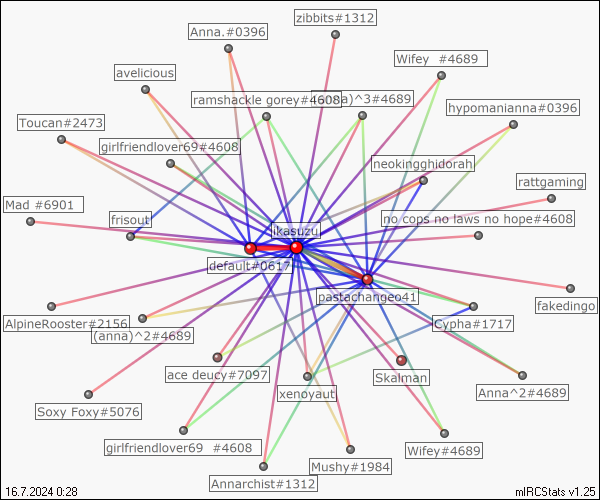 zibbits#1312
Anna,#0396
Wifey  #4689
avelicious
ramshackle gorey#4608
a)^3#4689
hypomanianna#0396
Toucan#2473
girlfriendlover69#4608
neokingghidorah
rattgaming
Mad #6901
frisout
no cops no laws no hope#4608
ikasuzu
default#0617
pastachangeo41
fakedingo
AlpineRooster#2156
(anna)^2#4689
Cypha#1717
ace deucy#7097
Skalman
xenoyaut
Anna^2#4689
Soxy Foxy#5076
girlfriendlover69  #4608
Wifey#4689
Mushy#1984
Annarchist#1312
16.7.2024 0:28
mIRCStats v1.25